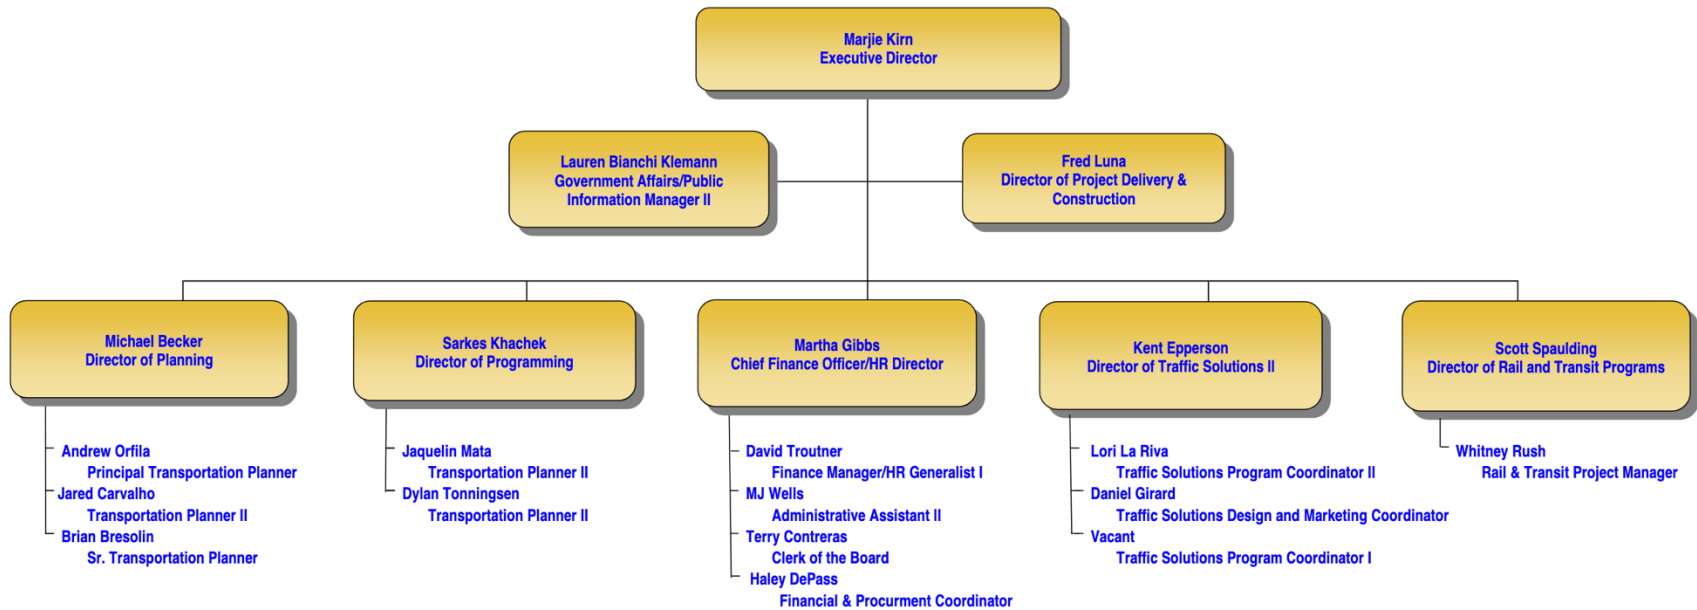 Marjie Kirn
Executive Director
Lauren Bianchi Klemann
Government Affairs/Public
Information Manager II
Fred Luna
Director of Project Delivery &
Construction
Michael Becker
Director of Planning
Andrew Orfila
Principal Transportation Planner
Jared Carvalho
Transportation Planner II
Brian Bresolin
Sr. Transportation Planner
Sarkes Khachek
Director of Programming
Jaquelin Mata
Transportation Planner II
Dylan Tonningsen
Transportation Planner II
Martha Gibbs
Chief Finance Officer/HR Director
David Troutner
Finance Manager/HR Generalist I
MJ Wells
Administrative Assistant II
Terry Contreras
Clerk of the Board
Haley DePass
Financial & Procurment Coordinator
Kent Epperson
Director of Traffic Solutions II
Lori La Riva
Traffic Solutions Program Coordinator II
Daniel Girard
Traffic Solutions Design and Marketing Coordinator
Vacant
Traffic Solutions Program Coordinator I
Scott Spaulding
Director of Rail and Transit Programs
Whitney Rush
Rail & Transit Project Manager